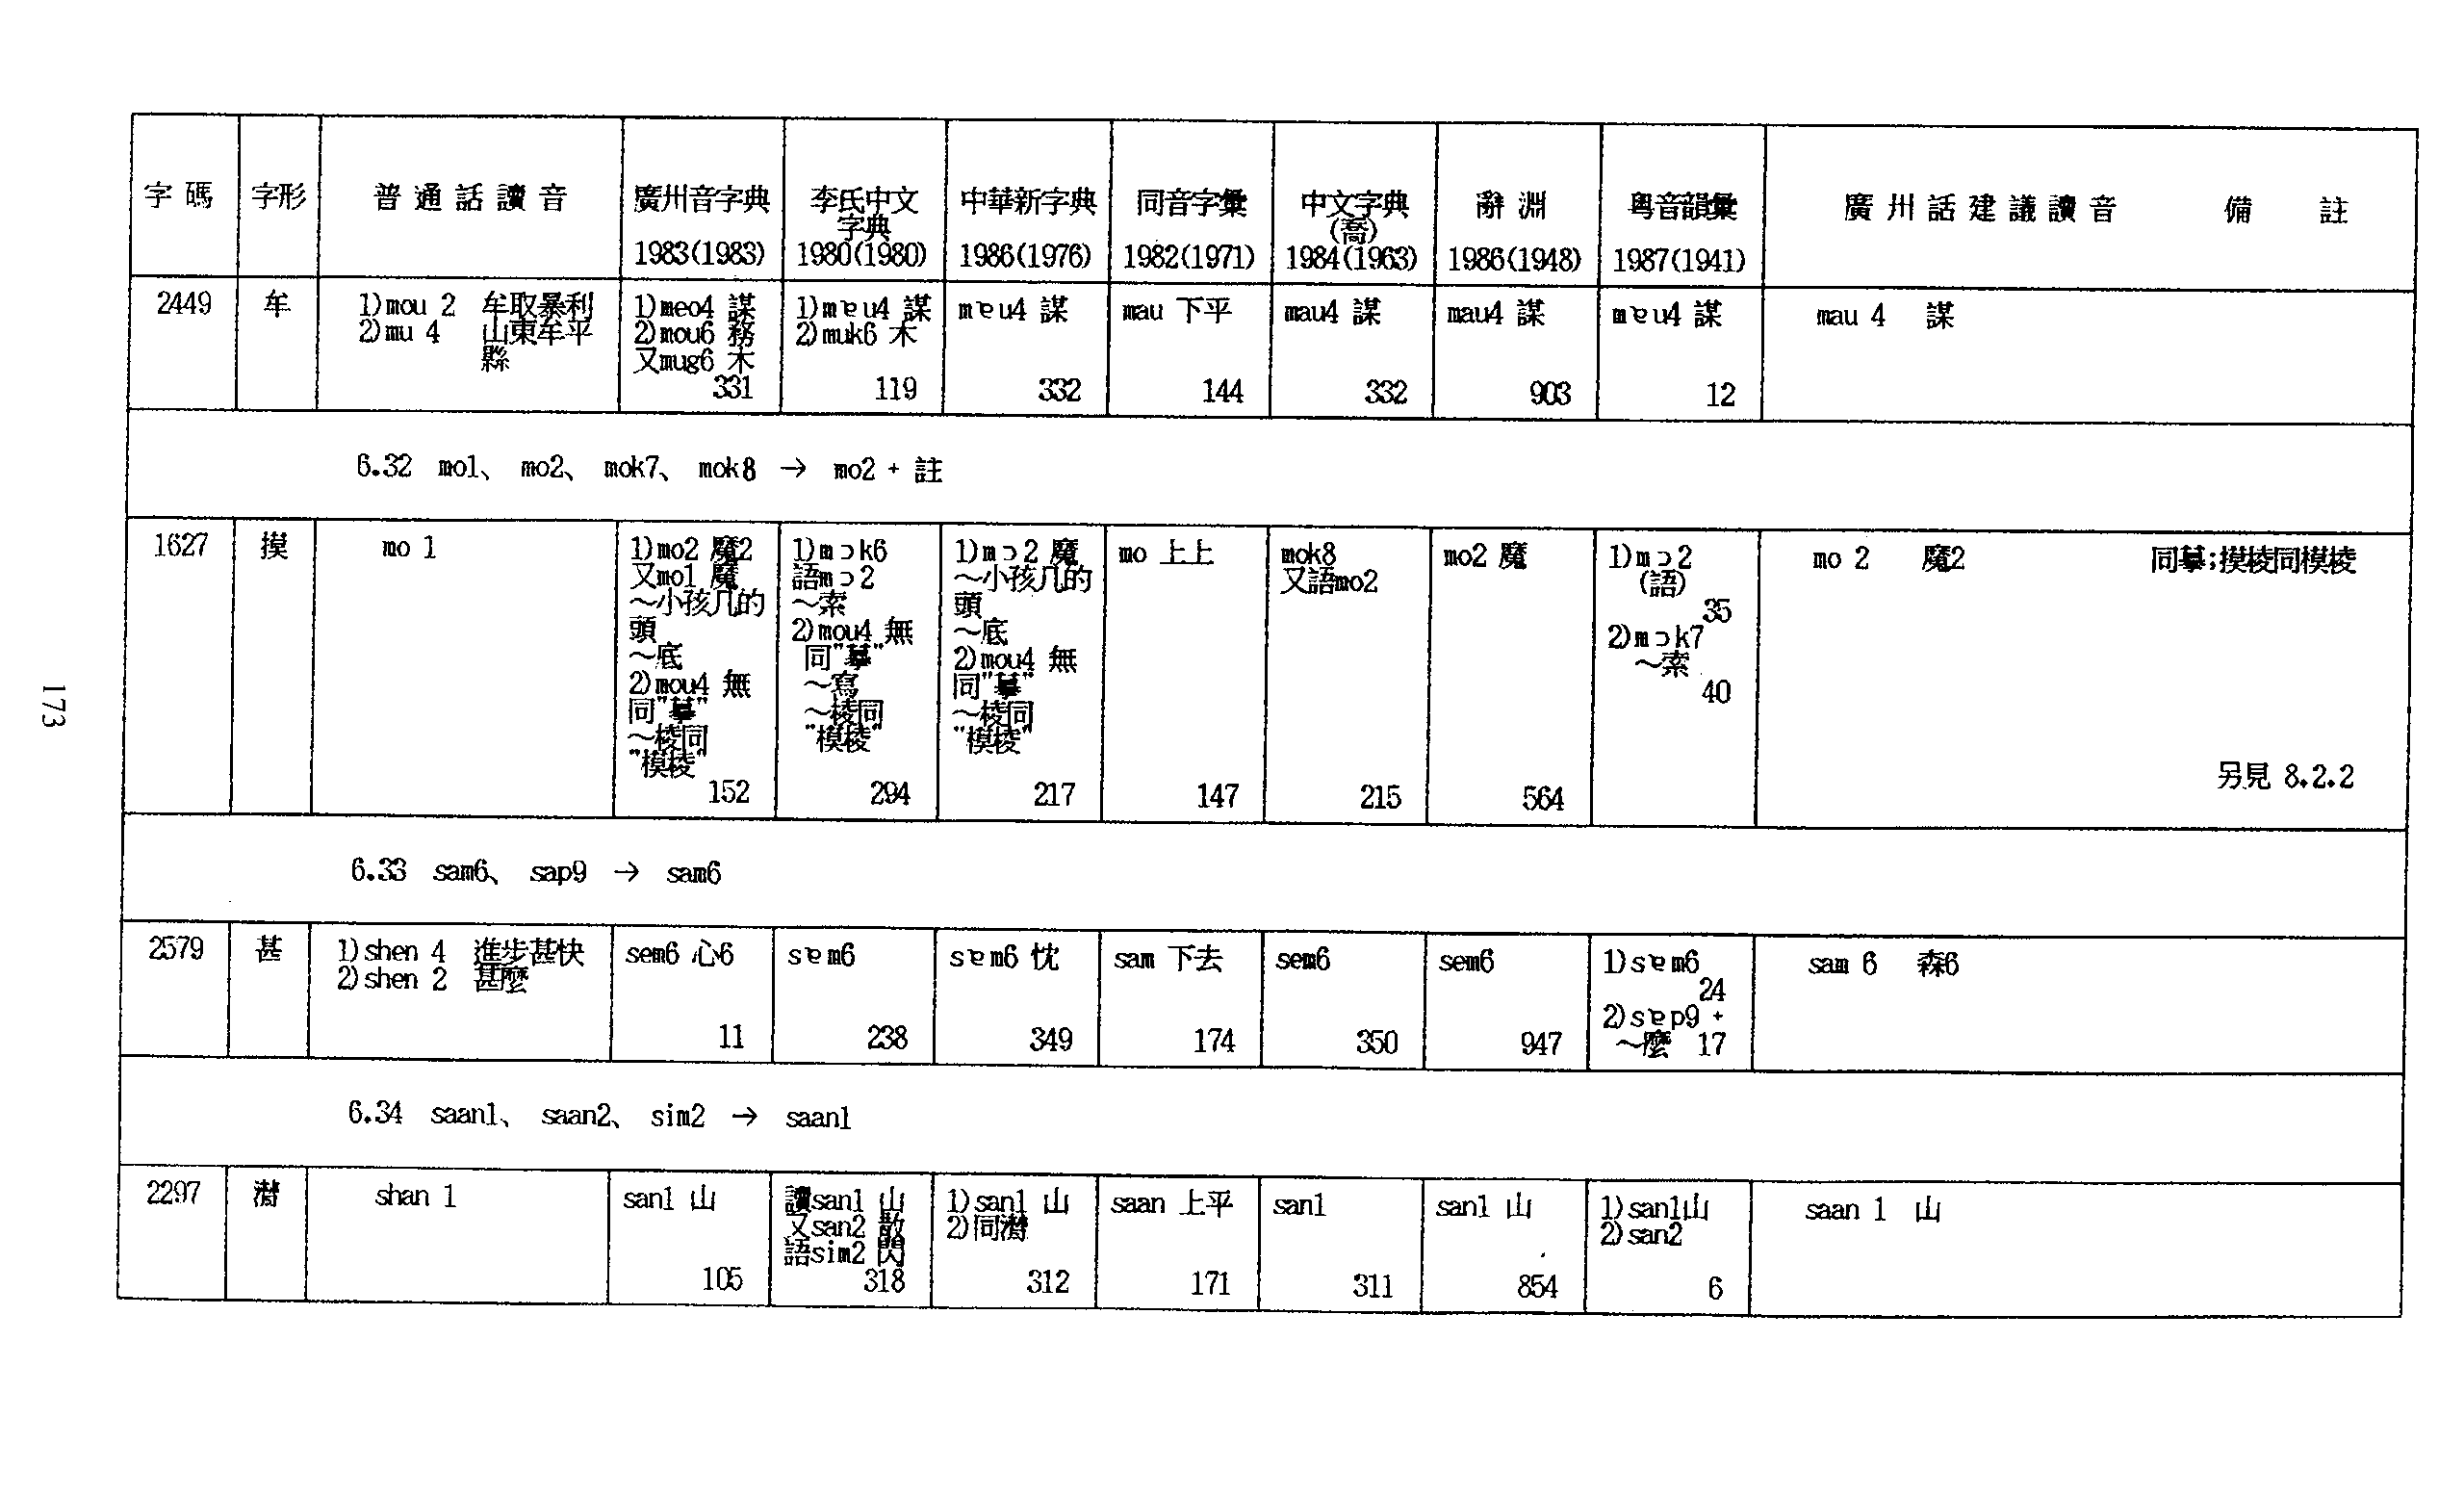 字碼 字形 普通話讀音 廣州音字典 1983(1983) 李氏中文字典 1980(1980) 中華新字典 1986(1976) 同音字彙 1982(1971) 中文字典(喬) 1984(1963) 辭淵 1986(1948) 粵音韻彙 1987(1941) 廣州話建議讀音 備註
2449 牟
1)mou 2 牟取暴利
2)mu 4 山東牟平
縣
1)meo4 謀
2)mou6 務
又mug6 木
331
1)mɐu4 謀
2)muk6 木
119
mɐu4 謀
332
mau 下平
144
mau4 謀
332
mau4 謀
903
mɐu4 謀
12
mau 4 謀
6.32 mo1、 mo2、 mok7、 mok8 → mo2 + 註
1627 摸
mo 1
1)mo2 魔2
又mo1 魔
～小孩几的
頭
～底
2)mou4 無
同"摹"
～棱同
"模棱"
152
1)mɔk6
語mɔ2
～索
2)mou4 無
同"摹"
～寫
～棱同
"模棱"
294
1)mɔ2 魔
～小孩几的
頭
～底
2)mou4 無
同"摹"
～棱同
"模棱"
217
mo 上上
147
mok8
又語mo2
215
mo2 魔
564
1)mɔ2
(語)
35
2)mɔk7
～索
40
mo 2 魔2
同摹;摸棱同模棱
另見 8.2.2
6.33 sam6、 sap9 → sam6
2579 甚
1)shen 4 進步甚快
2)shen 2 甚麼
sem6 心6
11
sɐm6
238
sɐm6 忱
349
sam 下去
174
sem6
350
sem6
947
1)sɐm6
24
2)sɐp9 +
～麼 17
sam 6 森6
6.34 saan1、 saan2、 sim2 → saan1
2297 潸
shan 1
san1 山
105
讀san1 山
又san2 散
語sim2 閃
318
1)san1 山
2)同潸
312
saan 上平
171
san1
311
san1 山
854
1)san1山
2)san2
6
saan 1 山
173